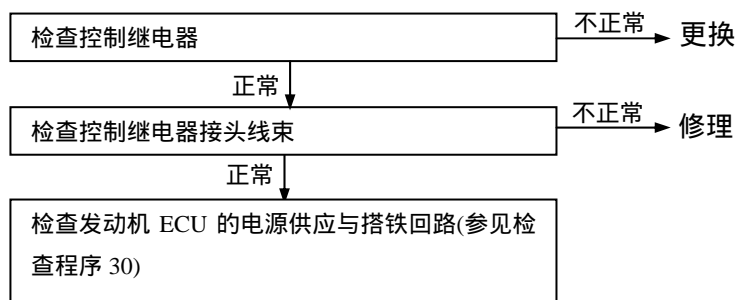 检查控制继电器
不正常
更换
正常
检查控制继电器接头线束
不正常
修理
正常
检查发动机 ECU 的电源供应与搭铁回路(参见检
查程序 30)